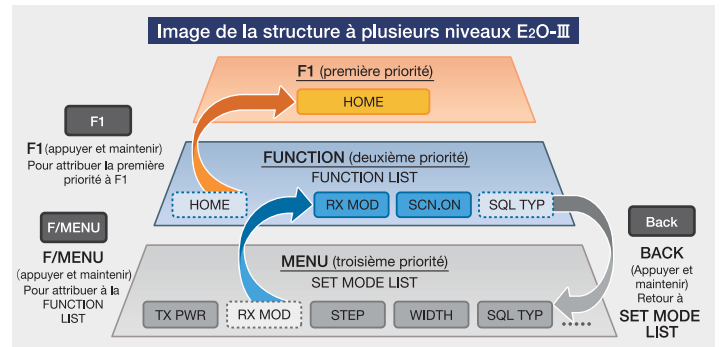 Image de la structure à plusieurs niveaux E2O-III
F1 (première priorité)
HOME
F1
F1 (appuyer et maintenir)
Pour attribuer la première
priorité à F1
FUNCTION (deuxième priorité)
FUNCTION LIST
HOME
RX MOD
SCN.ON
SQL TYP
F/MENU
F/MENU
(appuyer et maintenir)
Pour attribuer à la
FUNCTION
LIST
Back
BACK
(Appuyer et
maintenir)
Retour à
SET MODE
LIST
MENU (troisième priorité)
SET MODE LIST
TX PWR
RX MOD
STEP
WIDTH
SQL TYP
.....